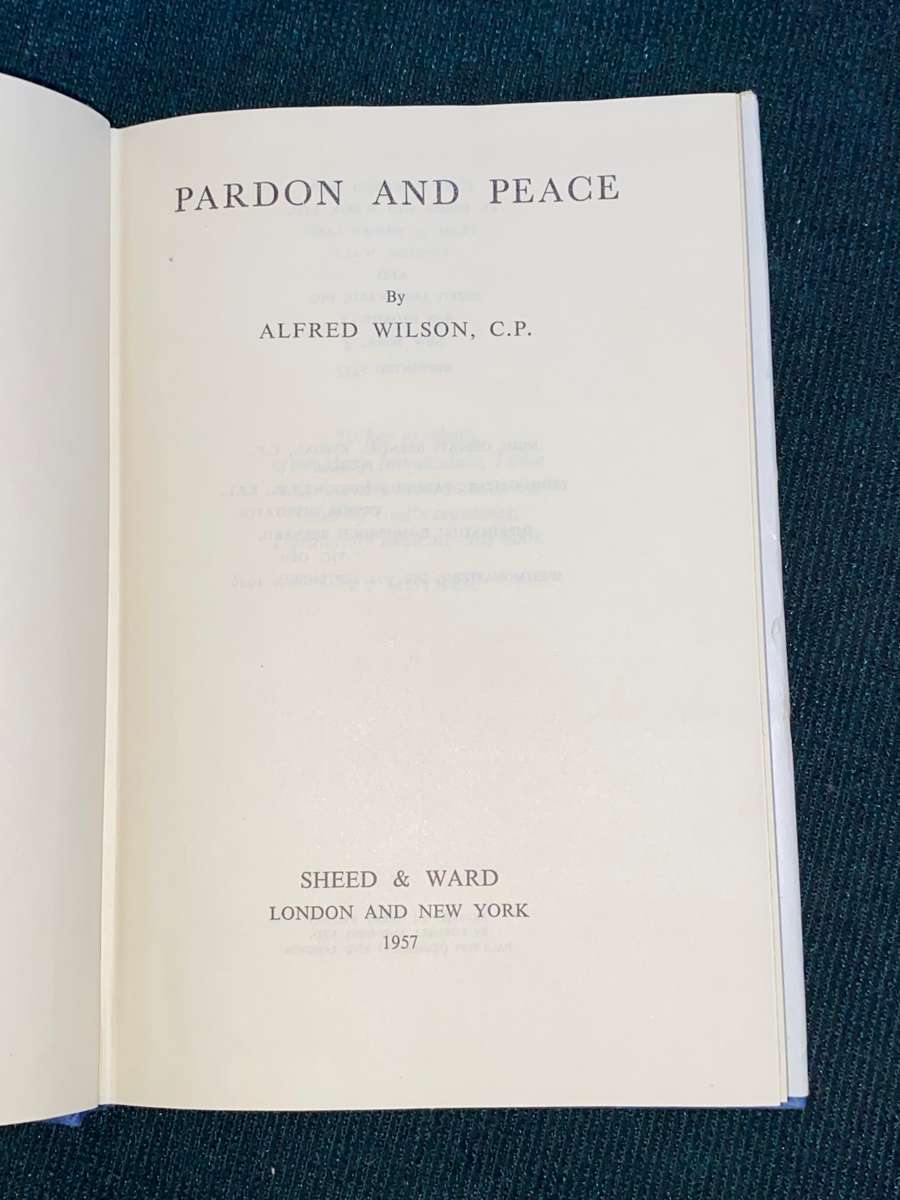 PARDON AND PEACE
By
ALFRED WILSON, C.P.
SHEED & WARD
LONDON AND NEW YORK
1957